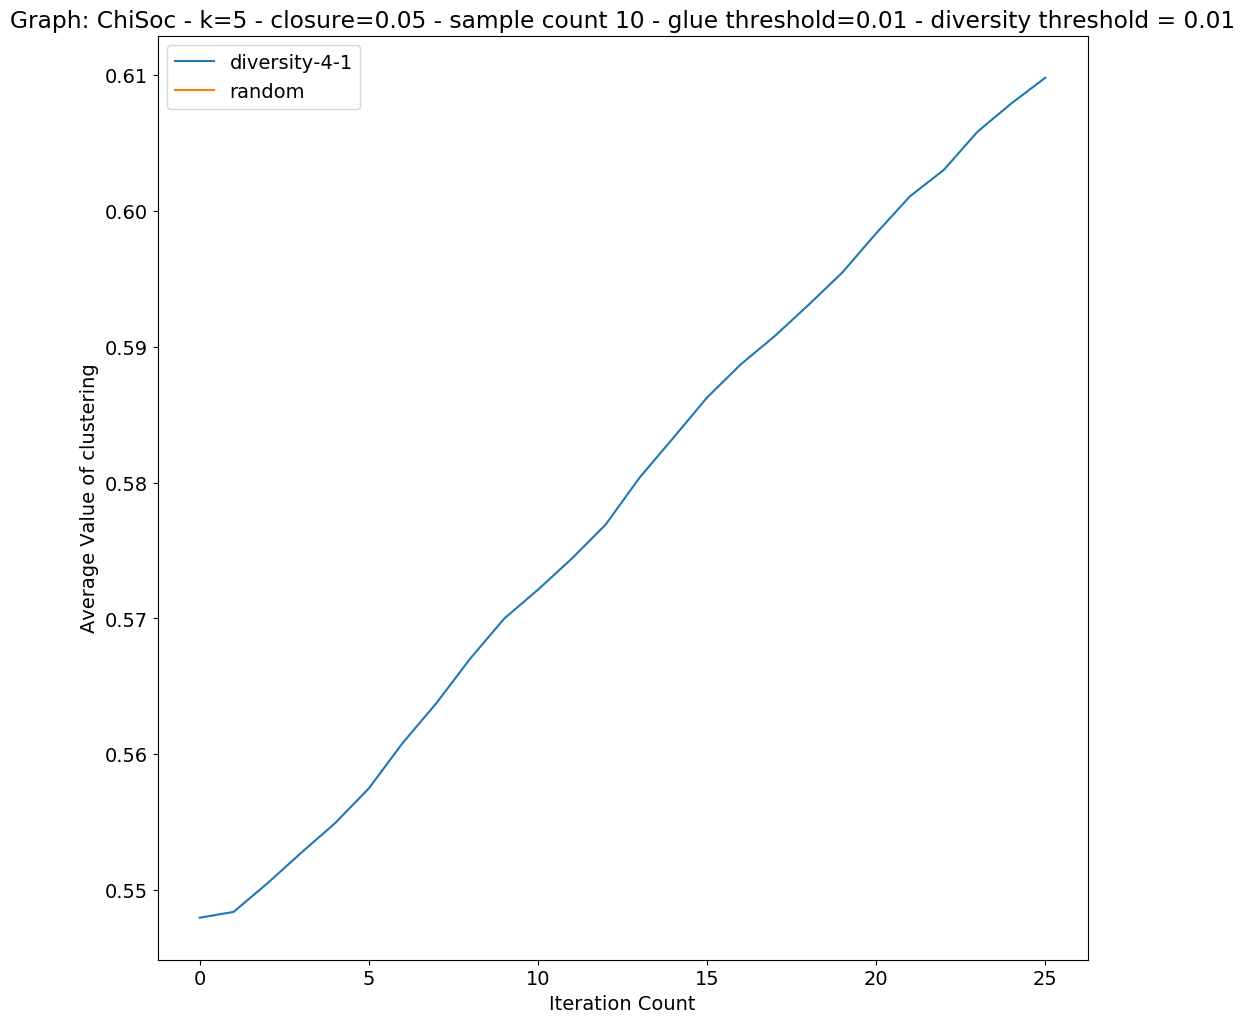 Graph: ChiSoc - k=5 - closure=0.05 - sample count 10 - glue threshold=0.01 - diversity threshold = 0.01
diversity-4-1
random
0.61
0.60
0.59
0.58
0.57
0.56
0.55
Average Value of clustering
0 5 10 15 20 25
Iteration Count